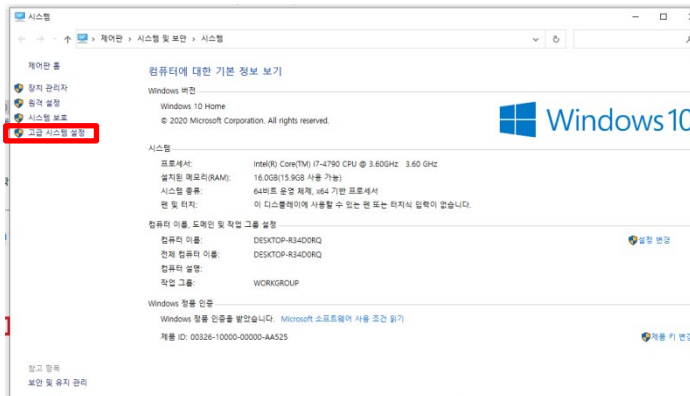 시스템
제어판 › 시스템 및 보안 › 시스템
제어판 홈
장치 관리자
원격 설정
시스템 보호
고급 시스템 설정
참고 항목
보안 및 유지 관리
컴퓨터에 대한 기본 정보 보기
Windows 버전
Windows 10 Home
© 2020 Microsoft Corporation. All rights reserved.
Windows 10
시스템
프로세서: Intel(R) Core(TM) i7-4790 CPU @ 3.60GHz 3.60 GHz
설치된 메모리(RAM): 16.0GB(15.9GB 사용 가능)
시스템 종류: 64비트 운영 체제, x64 기반 프로세서
펜 및 터치: 이 디스플레이에 사용할 수 있는 펜 또는 터치식 입력이 없습니다.
컴퓨터 이름, 도메인 및 작업 그룹 설정
컴퓨터 이름: DESKTOP-R34D0RQ 설정 변경
전체 컴퓨터 이름: DESKTOP-R34D0RQ
컴퓨터 설명:
작업 그룹: WORKGROUP
Windows 정품 인증
Windows 정품 인증을 받았습니다. Microsoft 소프트웨어 사용 조건 읽기
제품 ID: 00326-10000-00000-AA525 제품 키 변경